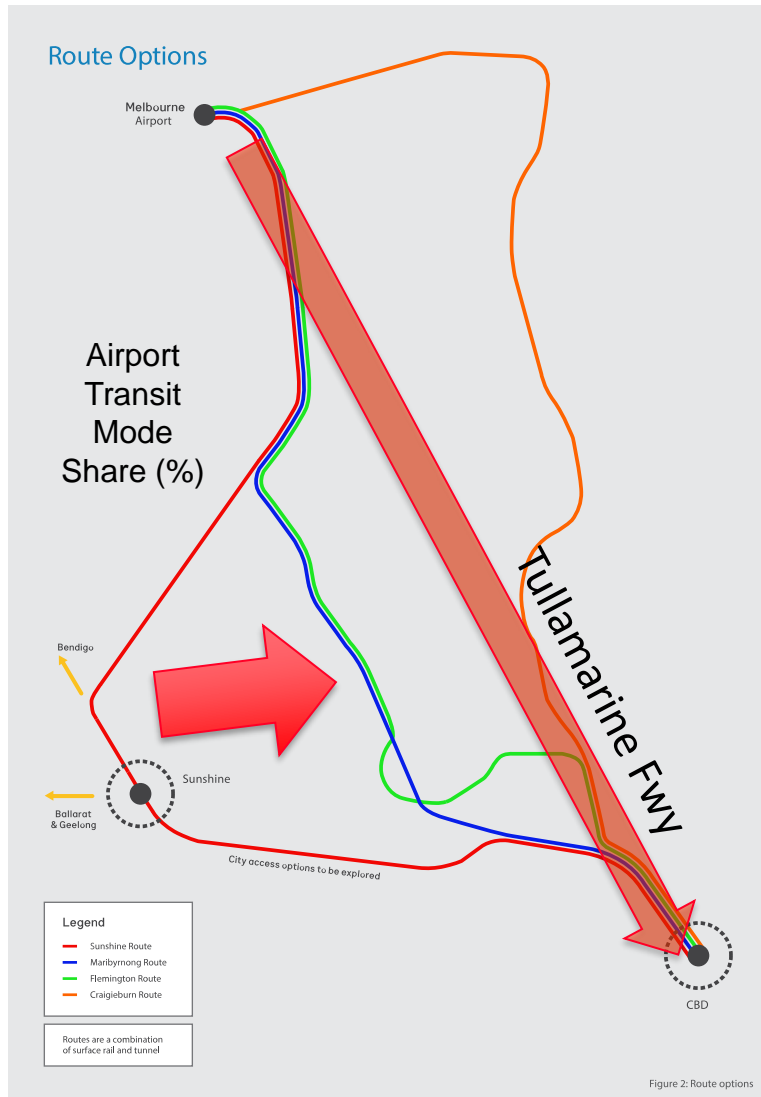 Route Options
Melbourne
Airport
Airport
Transit
Mode
Share (%)
Tullamarine Fwy
Bendigo
Sunshine
Ballarat
& Geelong
City access options to be explored
Legend
Sunshine Route
Maribyrnong Route
Flemington Route
Craigieburn Route
Routes are a combination
of surface rail and tunnel
CBD
Figure 2: Route options